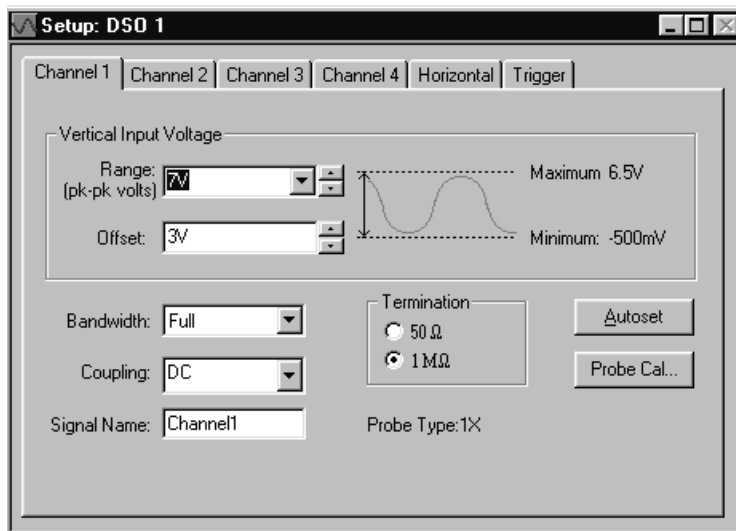 Setup: DSO 1
Channel 1 Channel 2 Channel 3 Channel 4 Horizontal Trigger
Vertical Input Voltage
Range: 7V
(pk-pk volts)
Maximum 6.5V
Offset: 3V
Minimum: -500mV
Bandwidth: Full
Termination
50 Ω
1 MΩ
Autoset
Coupling: DC
Probe Cal...
Signal Name: Channel1
Probe Type:1X